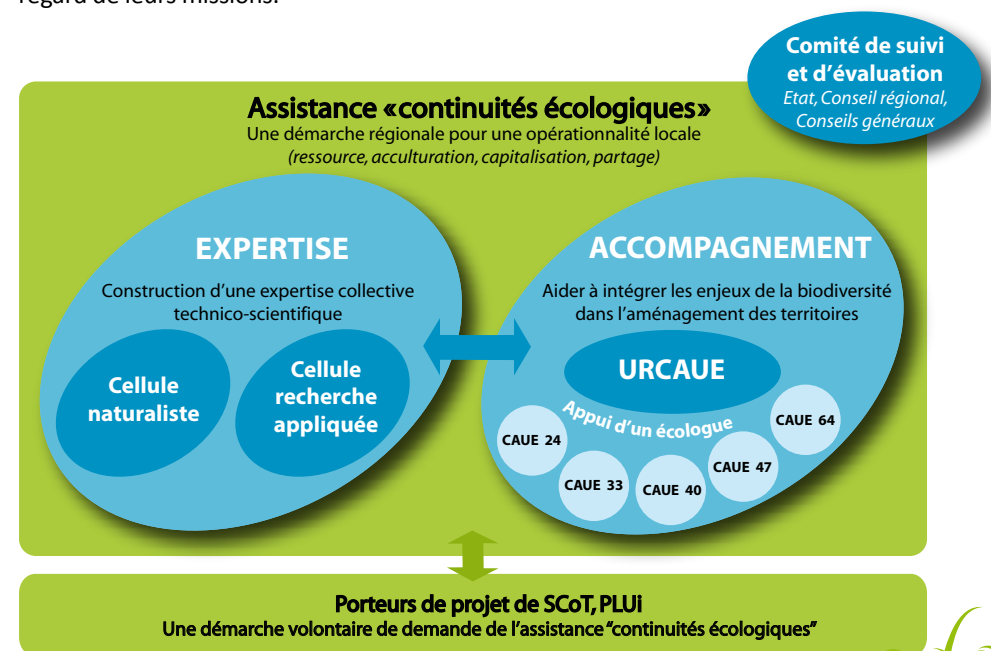 regard de leurs missions.
Comité de suivi
et d'évaluation
Etat, Conseil régional,
Conseils généraux
Assistance «continuités écologiques»
Une démarche régionale pour une opérationnalité locale
(ressource, acculturation, capitalisation, partage)
EXPERTISE
Construction d'une expertise collective
technico-scientifique
Cellule
naturaliste
Cellule
recherche
appliquée
ACCOMPAGNEMENT
Aider à intégrer les enjeux de la biodiversité
dans l'aménagement des territoires
URCAUE
Appui d'un écologue
CAUE 24
CAUE 33
CAUE 40
CAUE 47
CAUE 64
Porteurs de projet de SCoT, PLUi
Une démarche volontaire de demande de l'assistance "continuités écologiques"